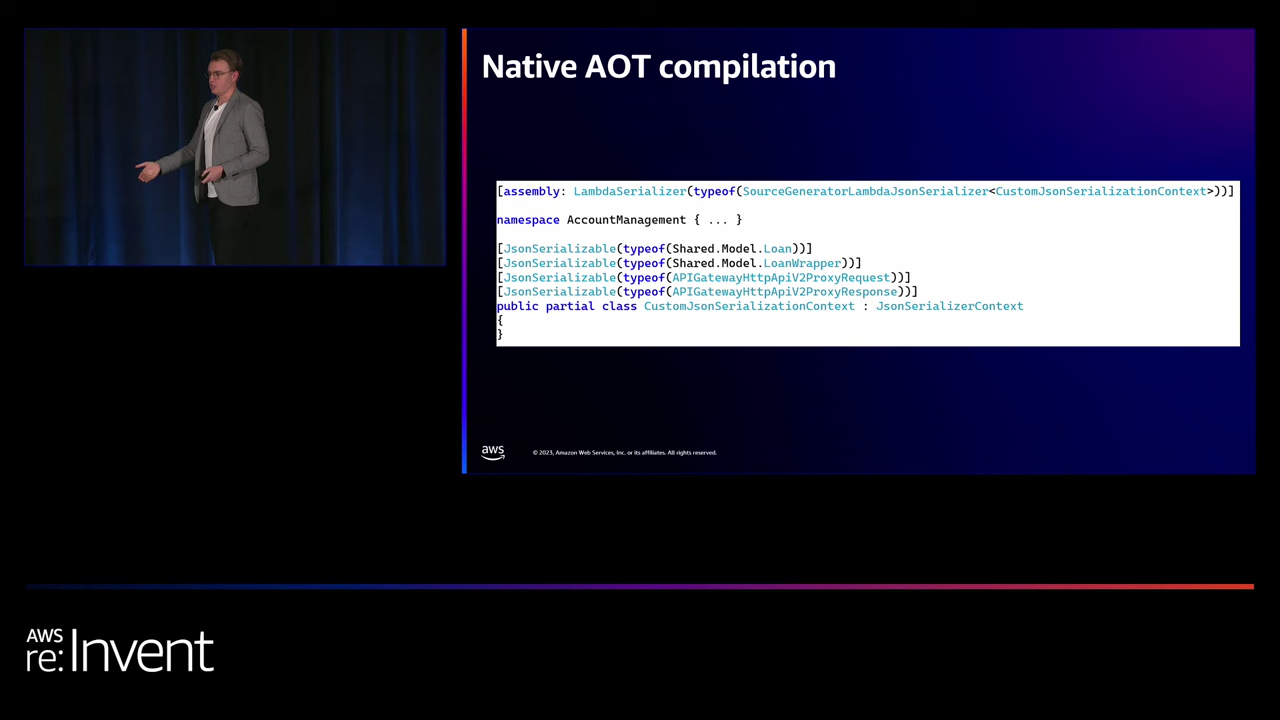 Native AOT compilation
[assembly: LambdaSerializer(typeof(SourceGeneratorLambdaJsonSerializer<CustomJsonSerializationContext>))]
namespace AccountManagement { ... }
[JsonSerializable(typeof(Shared.Model.Loan))]
[JsonSerializable(typeof(Shared.Model.LoanWrapper))]
[JsonSerializable(typeof(APIGatewayHttpApiV2ProxyRequest))]
[JsonSerializable(typeof(APIGatewayHttpApiV2ProxyResponse))]
public partial class CustomJsonSerializationContext : JsonSerializerContext
{
}
aws
© 2023, Amazon Web Services, Inc. or its affiliates. All rights reserved.
AWS
re:Invent